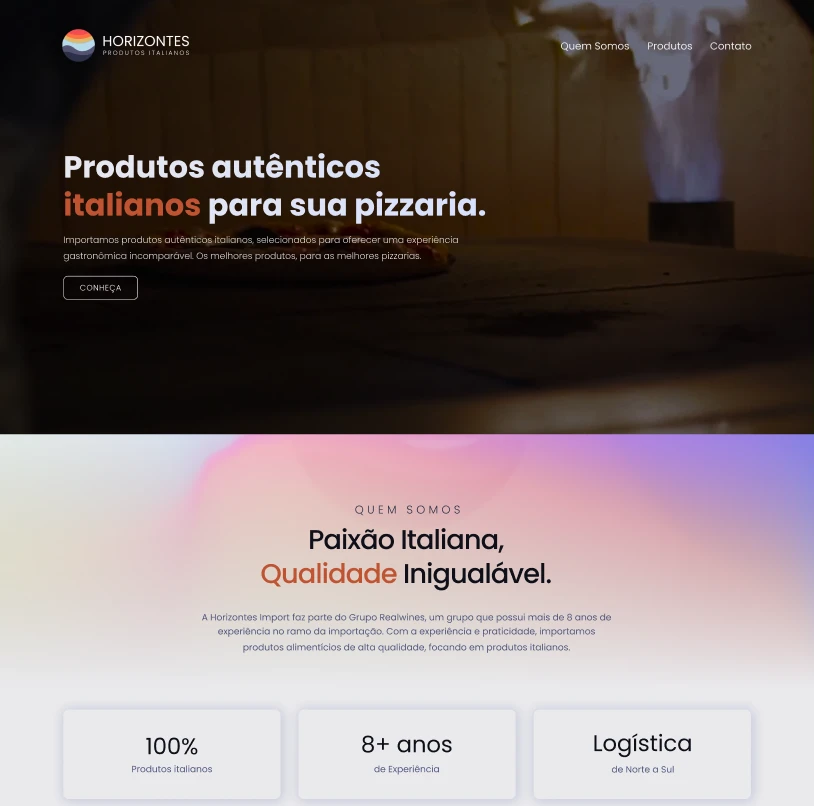 HORIZONTES
PRODUTOS ITALIANOS
Quem Somos Produtos Contato
Produtos autênticos
italianos para sua pizzaria.
Importamos produtos autênticos italianos, selecionados para oferecer uma experiência
gastronômica incomparável. Os melhores produtos, para as melhores pizzarias.
CONHEÇA
QUEM SOMOS
Paixão Italiana,
Qualidade Inigualável.
A Horizontes Import faz parte do Grupo Realwines, um grupo que possui mais de 8 anos de
experiência no ramo da importação. Com a experiência e praticidade, importamos
produtos alimentícios de alta qualidade, focando em produtos italianos.
100%
Produtos italianos
8+ anos
de Experiência
Logística
de Norte a Sul